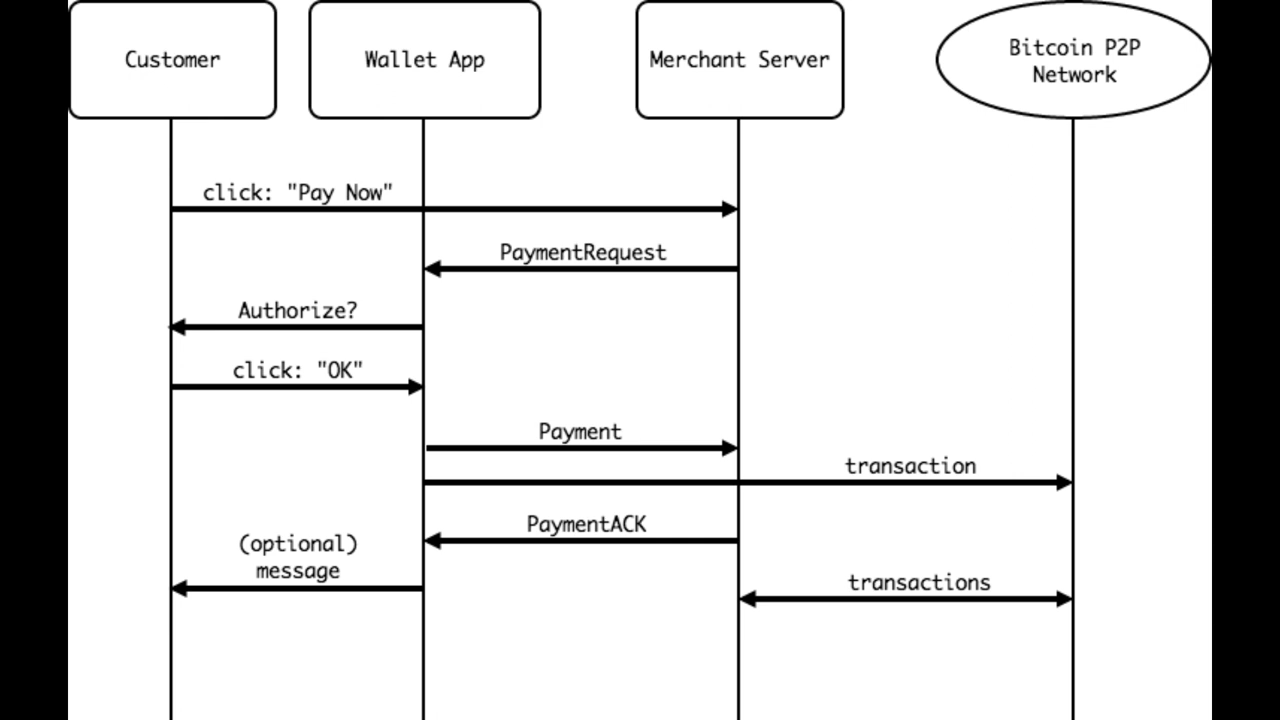 Customer
Wallet App
Merchant Server
Bitcoin P2P
Network
click: "Pay Now"
PaymentRequest
Authorize?
click: "OK"
Payment
transaction
PaymentACK
(optional)
message
transactions